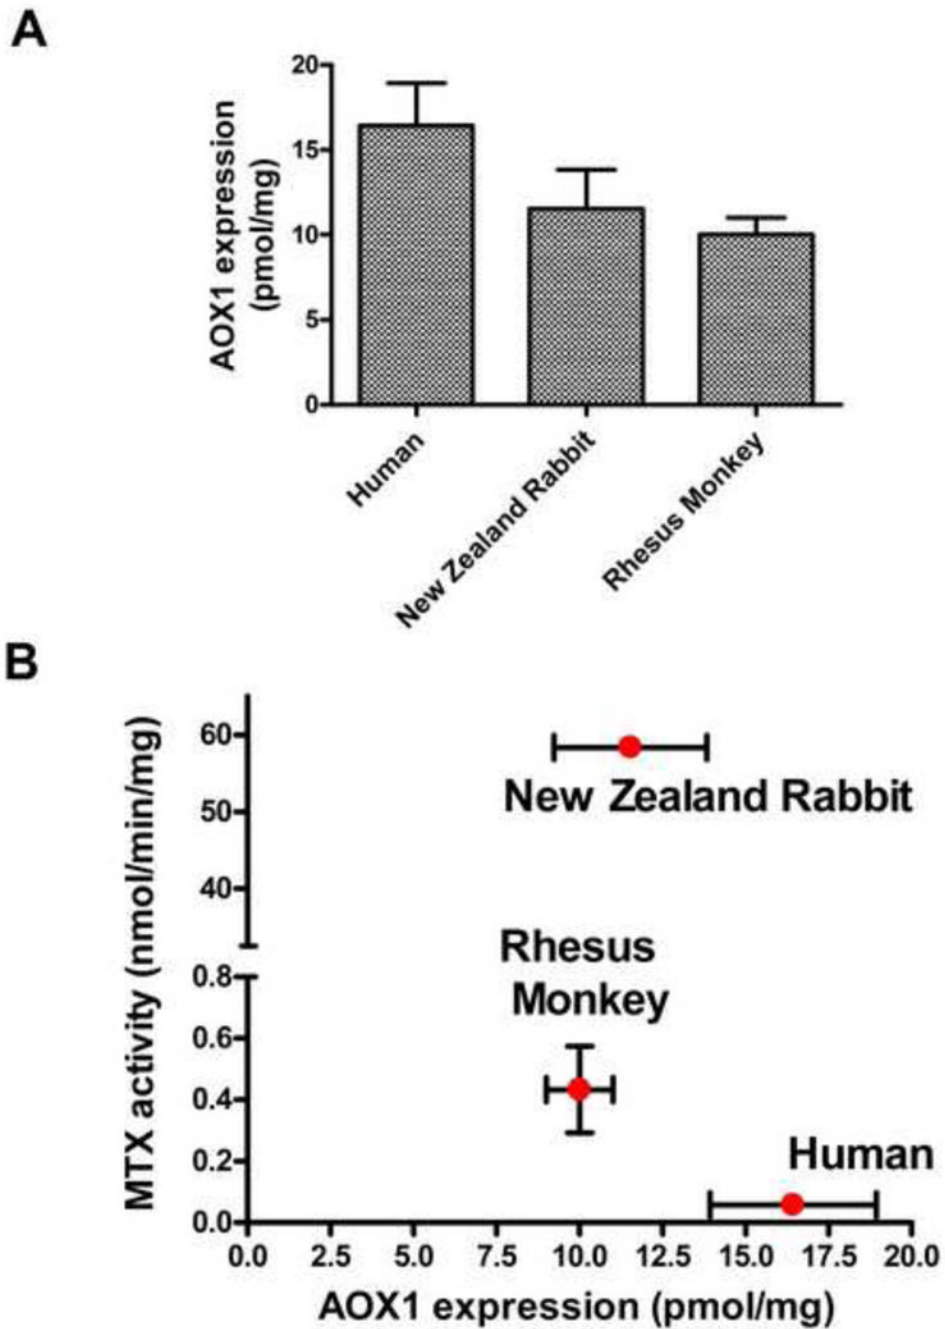 A
AOX1 expression
(pmol/mg)
20
15
10
5
0
Human
New Zealand Rabbit
Rhesus Monkey
B
MTX activity (nmol/min/mg)
60
50
40
0.8
0.6
0.4
0.2
0.0
New Zealand Rabbit
Rhesus
Monkey
Human
0.0 2.5 5.0 7.5 10.0 12.5 15.0 17.5 20.0
AOX1 expression (pmol/mg)